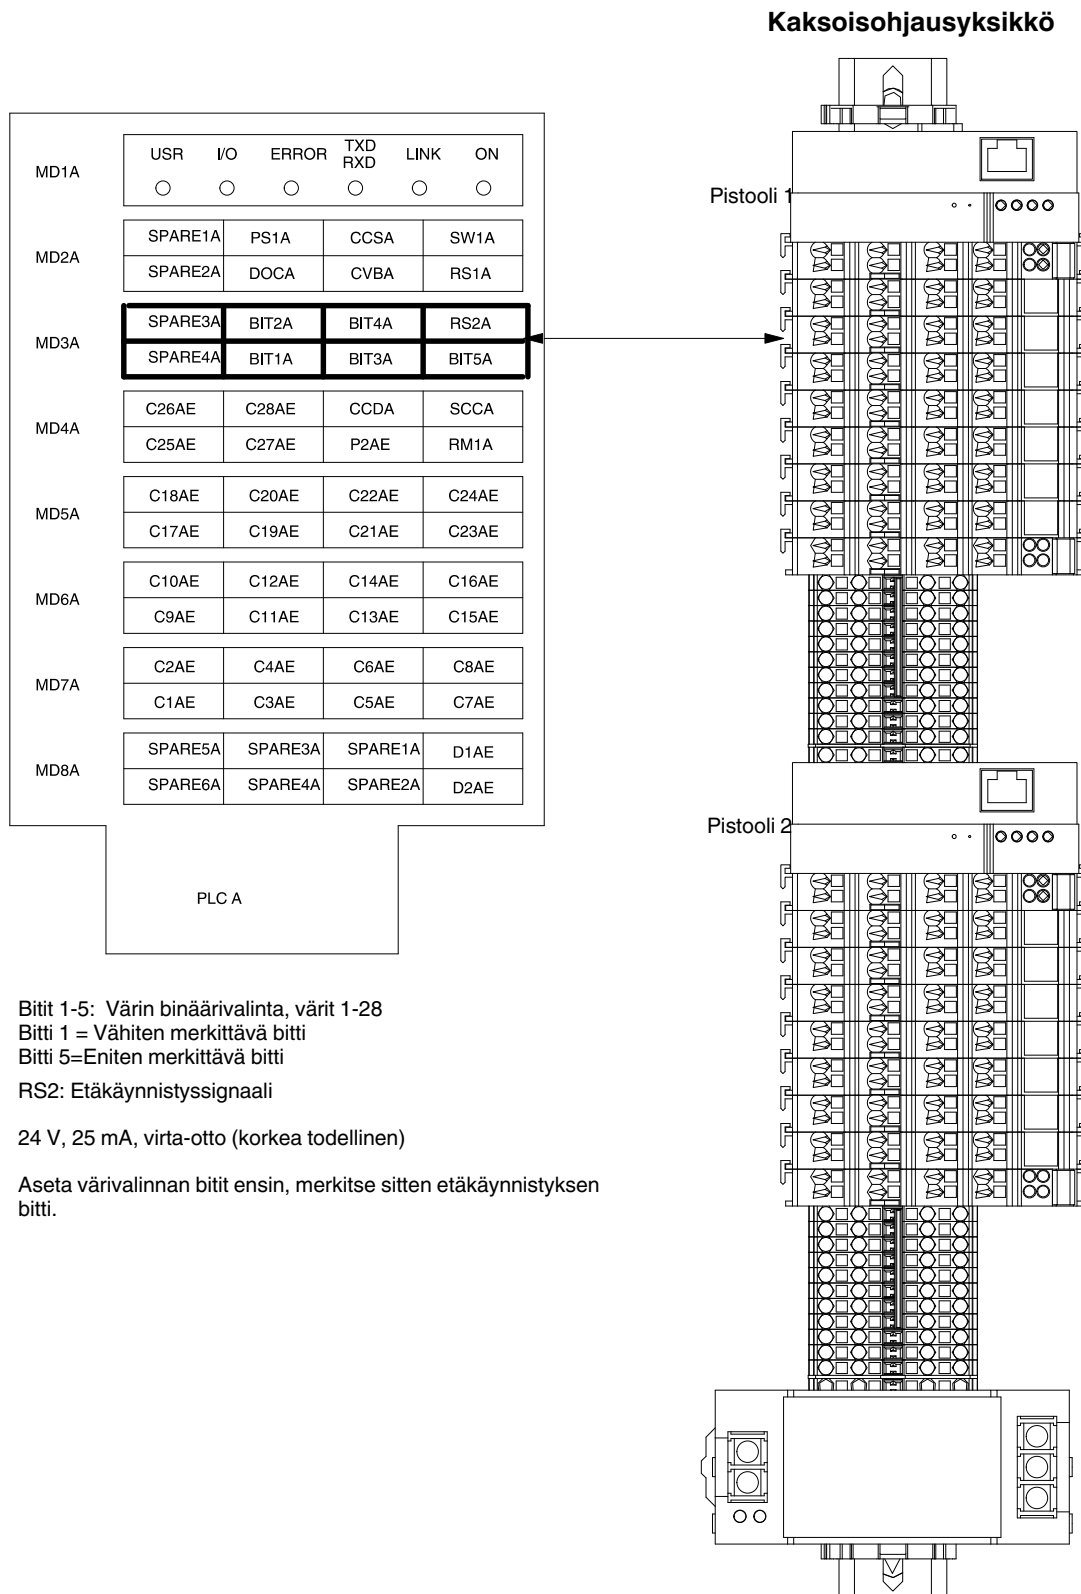 Kaksoisohjausyksikkö
MD1A
USR I/O ERROR TXD RXD LINK ON
MD2A
SPARE1A PS1A CCSA SW1A
SPARE2A DOCA CVBA RS1A
MD3A
SPARE3A BIT2A BIT4A RS2A
SPARE4A BIT1A BIT3A BIT5A
MD4A
C26AE C28AE CCDA SCCA
C25AE C27AE P2AE RM1A
MD5A
C18AE C20AE C22AE C24AE
C17AE C19AE C21AE C23AE
MD6A
C10AE C12AE C14AE C16AE
C9AE C11AE C13AE C15AE
MD7A
C2AE C4AE C6AE C8AE
C1AE C3AE C5AE C7AE
MD8A
SPARE5A SPARE3A SPARE1A D1AE
SPARE6A SPARE4A SPARE2A D2AE
PLC A
Pistooli 1
Pistooli 2
Bitit 1-5: Värin binäärivalinta, värit 1-28
Bitti 1 = Vähiten merkittävä bitti
Bitti 5=Eniten merkittävä bitti
RS2: Etäkäynnistyssignaali
24 V, 25 mA, virta-otto (korkea todellinen)
Aseta värivalinnan bitit ensin, merkitse sitten etäkäynnistyksen
bitti.